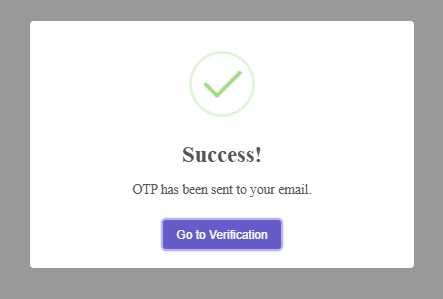 Success!
OTP has been sent to your email.
Go to Verification